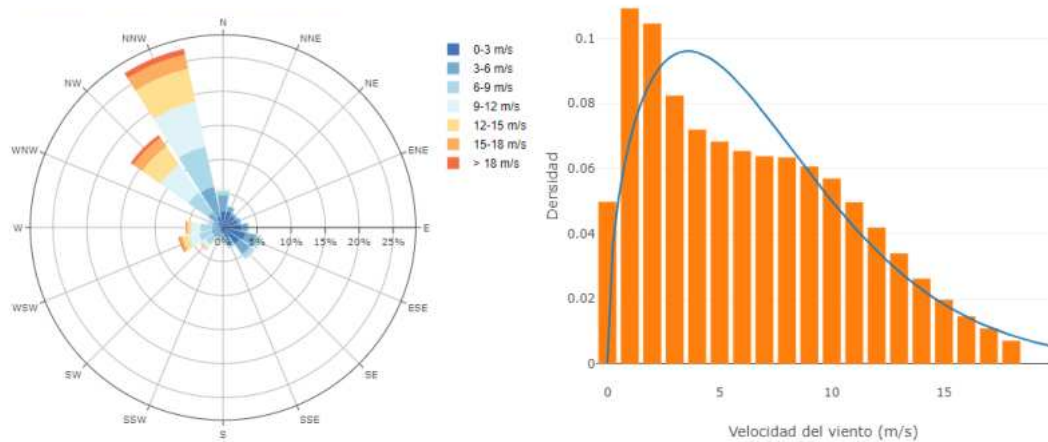 N
NNE
NE
ENE
E
ESE
SE
SSE
S
SSW
SW
WSW
W
WNW
NW
NNW
0% 5% 10% 15% 20% 25%
0-3 m/s
3-6 m/s
6-9 m/s
9-12 m/s
12-15 m/s
15-18 m/s
> 18 m/s
Densidad
0.1
0.08
0.06
0.04
0.02
0
0 5 10 15
Velocidad del viento (m/s)